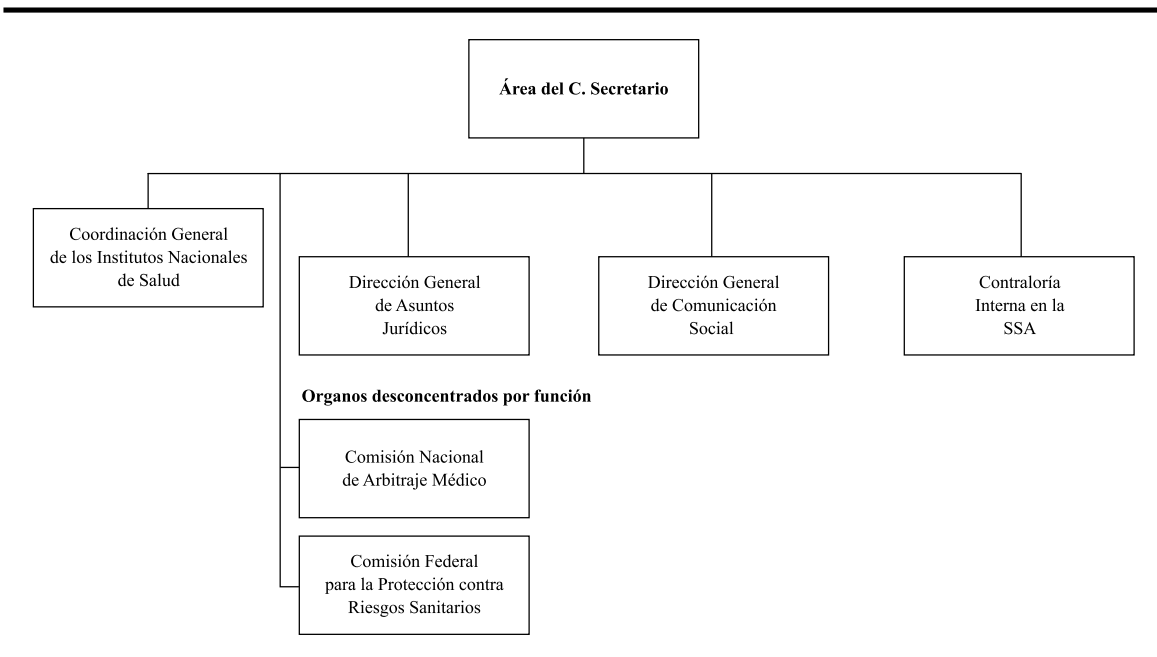 Área del C. Secretario
Coordinación General
de los Institutos Nacionales
de Salud
Dirección General
de Asuntos
Jurídicos
Dirección General
de Comunicación
Social
Contraloría
Interna en la
SSA
Organos desconcentrados por función
Comisión Nacional
de Arbitraje Médico
Comisión Federal
para la Protección contra
Riesgos Sanitarios